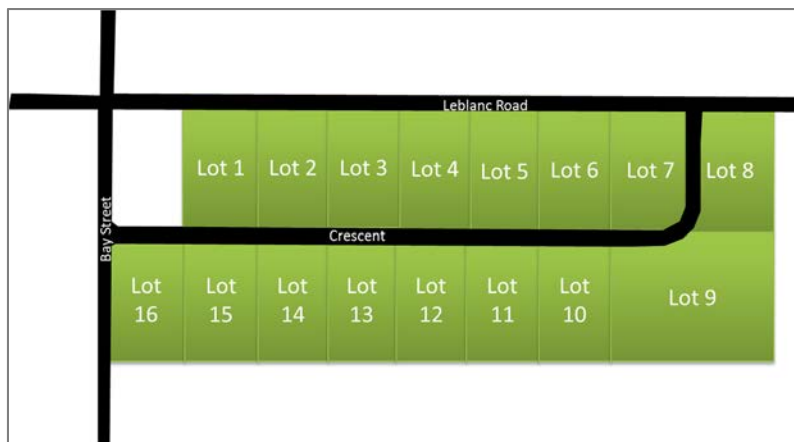 Leblanc Road
Lot 1
Lot 2
Lot 3
Lot 4
Lot 5
Lot 6
Lot 7
Lot 8
Bay Street
Crescent
Lot
16
Lot
15
Lot
14
Lot
13
Lot
12
Lot
11
Lot
10
Lot 9